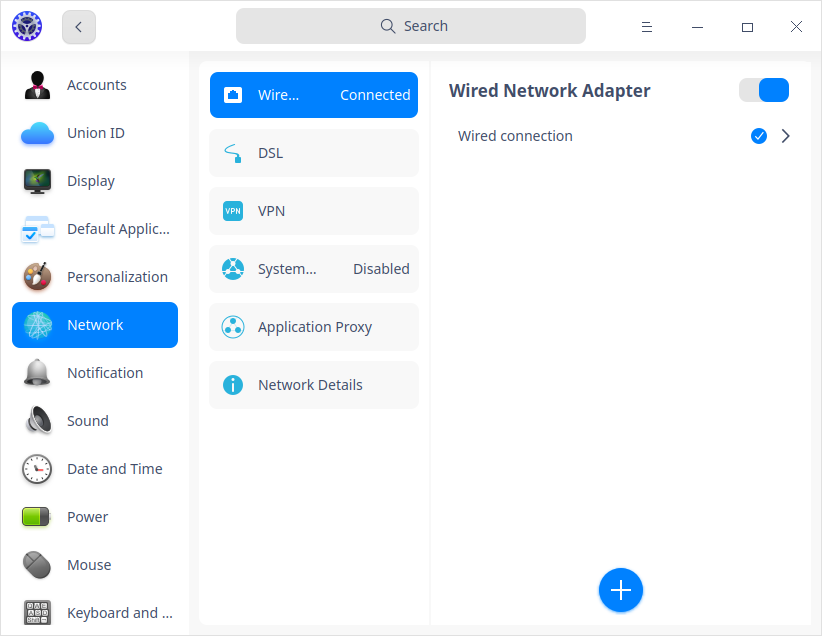 Search
Accounts
Union ID
Display
Default Applic...
Personalization
Network
Notification
Sound
Date and Time
Power
Mouse
Keyboard and ...
Wire... Connected
DSL
VPN VPN
System... Disabled
Application Proxy
Network Details
Wired Network Adapter
Wired connection